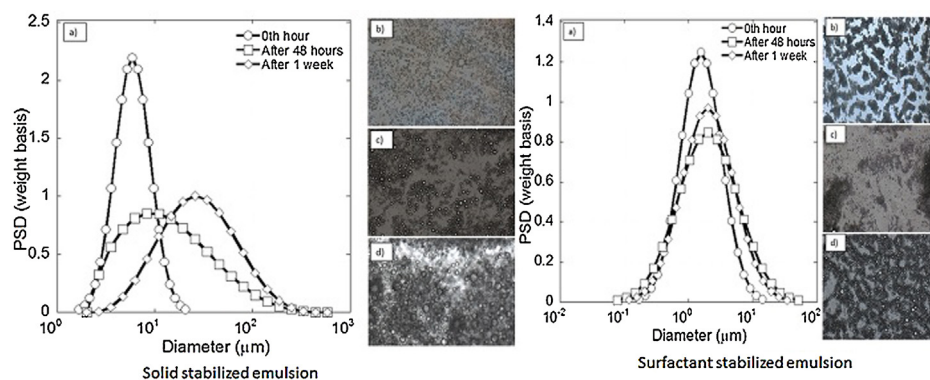 a)
0th hour
After 48 hours
After 1 week
PSD (weight basis)
2.5
2
1.5
1
0.5
0
10^0
10^1
10^2
10^3
Diameter (μm)
b)
c)
d)
Solid stabilized emulsion
a)
0th hour
After 48 hours
After 1 week
PSD (weight basis)
1.4
1.2
1
0.8
0.6
0.4
0.2
0
10^-2
10^-1
10^0
10^1
10^2
Diameter (μm)
b)
c)
d)
Surfactant stabilized emulsion